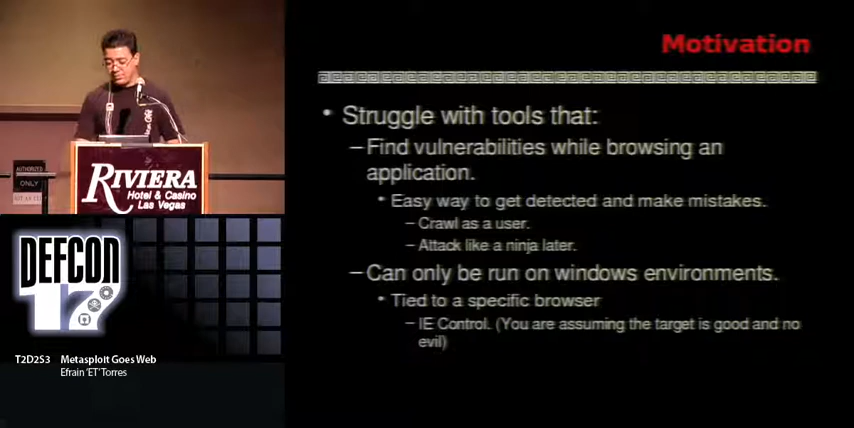 Motivation
• Struggle with tools that:
– Find vulnerabilities while browsing an
application.
• Easy way to get detected and make mistakes.
– Crawl as a user.
– Attack like a ninja later.
– Can only be run on windows environments.
• Tied to a specific browser
– IE Control. (You are assuming the target is good and no
evil)
AUTHORIZED
ONLY
RIVIERA
Hotel & Casino
Las Vegas
DEFCON
17
T2D2S3 Metasploit Goes Web
Efrain 'ET' Torres